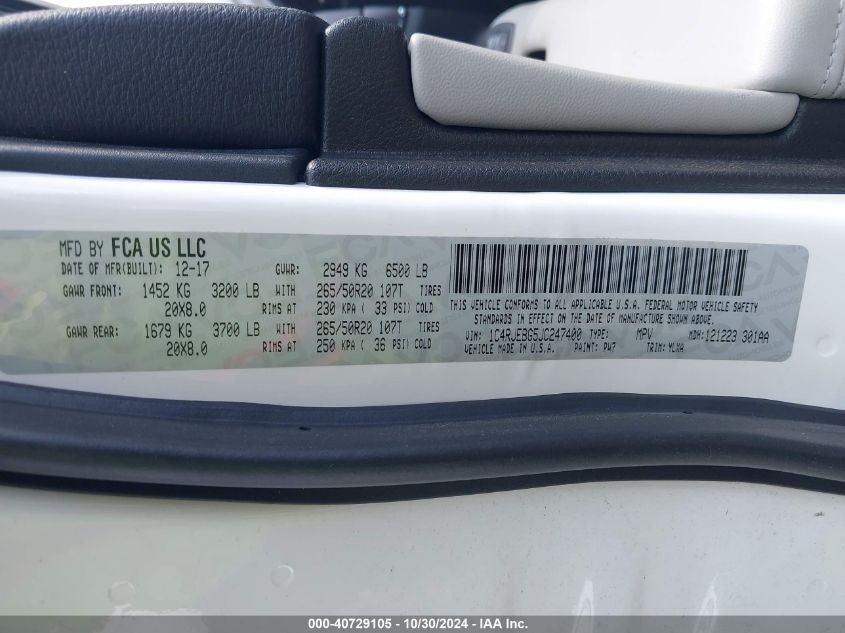 MFD BY FCA US LLC
DATE OF MFR(BUILT): 12-17 GVWR: 2949 KG 6500 LB
GAWR FRONT: 1452 KG 3200 LB WITH 265/50R20 107T TIRES
20X8.0 RIMS AT 230 KPA ( 33 PSI) COLD
GAWR REAR: 1679 KG 3700 LB WITH 265/50R20 107T TIRES
20X8.0 RIMS AT 250 KPA ( 36 PSI) COLD
THIS VEHICLE CONFORMS TO ALL APPLICABLE U.S.A. FEDERAL MOTOR VEHICLE SAFETY
STANDARDS IN EFFECT ON THE DATE OF MANUFACTURE SHOWN ABOVE.
VIN: 1C4RJEBG5JC247400 TYPE: MPV MDH:121223 301AA
VEHICLE MADE IN U.S.A. PAINT: PW7 TRIM: YLXA
000-40729105 - 10/30/2024 - IAA Inc.